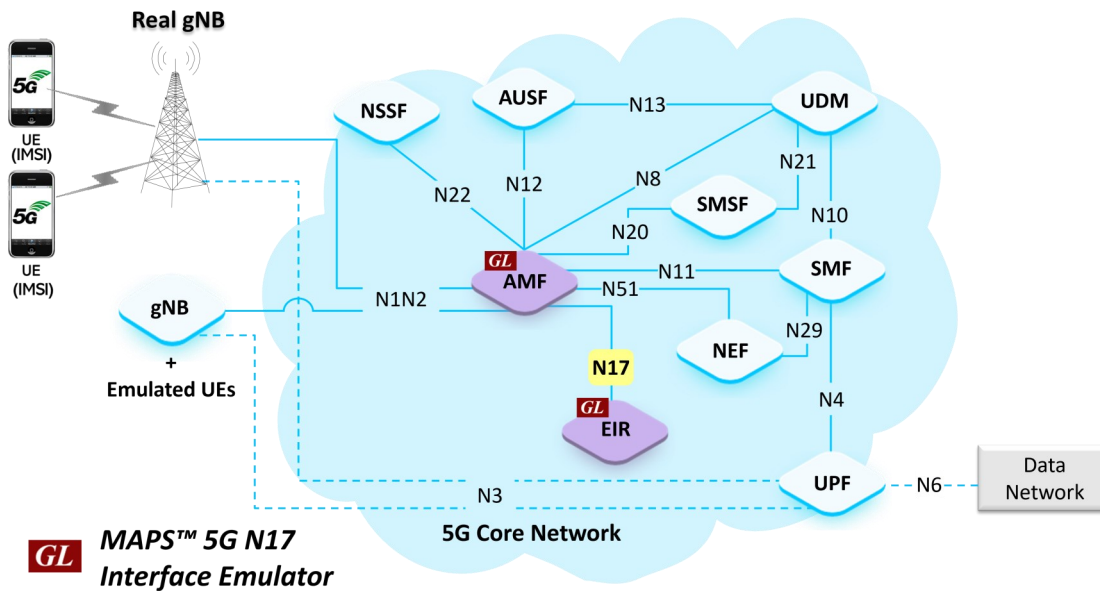 Real gNB
5G
UE
(IMSI)
5G
UE
(IMSI)
NSSF
AUSF
N13
UDM
N22
N12
N8
N21
SMSF
N20
N10
GL
AMF
N11
SMF
N51
N1N2
gNB
+
Emulated UEs
N29
NEF
N17
GL
EIR
N4
N3
UPF
N6
Data
Network
5G Core Network
GL
MAPS™ 5G N17
Interface Emulator